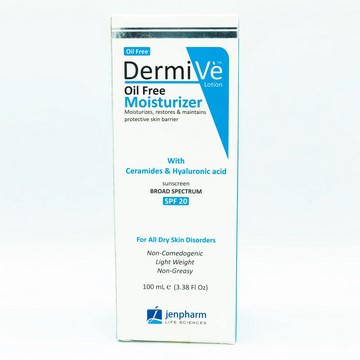 Oil Free
DermiVè™
Lotion
Oil Free
Moisturizer
Moisturizes, restores & maintains
protective skin barrier
With
Ceramides & Hyaluronic acid
sunscreen
BROAD SPECTRUM
SPF 20
For All Dry Skin Disorders
Non-Comedogenic
Light Weight
Non-Greasy
100 mL ℮ (3.38 Fl Oz)
jenpharm
LIFE SCIENCES